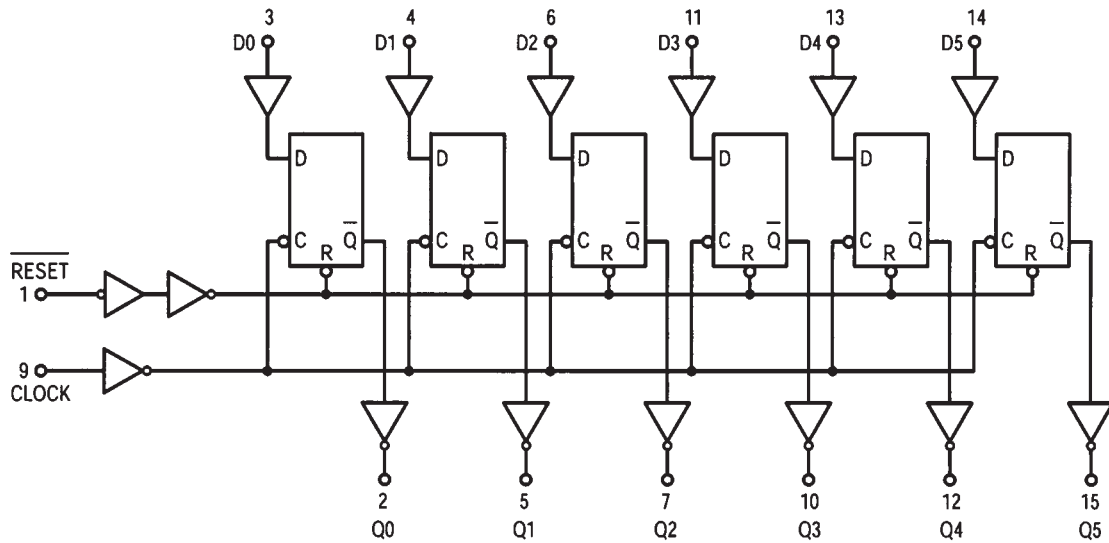 3 4 6 11 13 14
D0 D1 D2 D3 D4 D5
D D D D D D
C R Q̅ C R Q̅ C R Q̅ C R Q̅ C R Q̅ C R Q̅
R̅E̅S̅E̅T̅
1
9
CLOCK
2 5 7 10 12 15
Q0 Q1 Q2 Q3 Q4 Q5